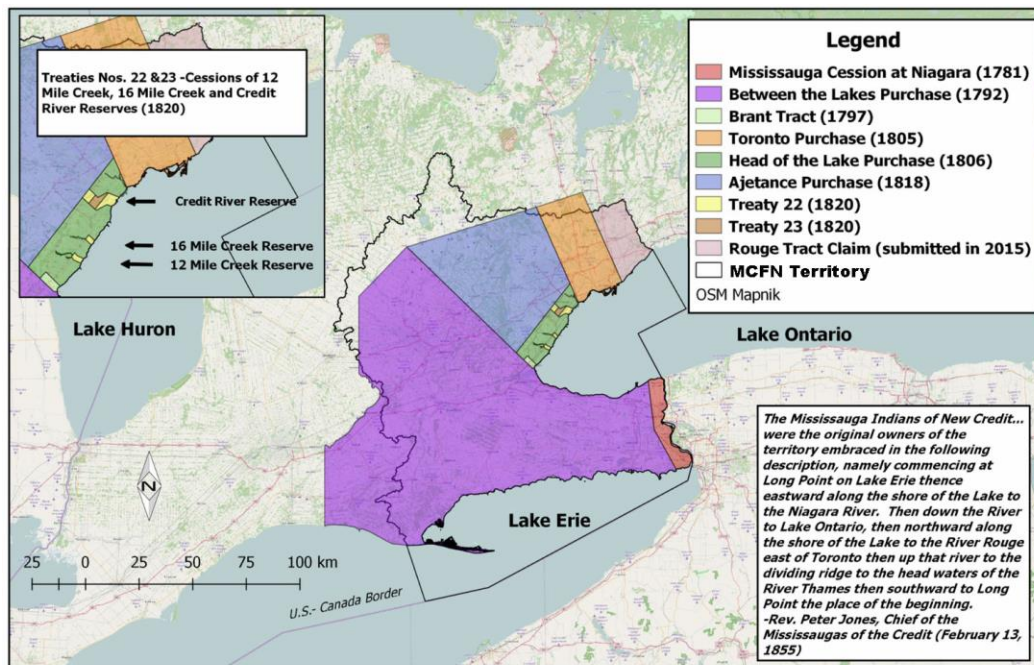 Treaties Nos. 22 &23 -Cessions of 12
Mile Creek, 16 Mile Creek and Credit
River Reserves (1820)
Credit River Reserve
16 Mile Creek Reserve
12 Mile Creek Reserve
Legend
Mississauga Cession at Niagara (1781)
Between the Lakes Purchase (1792)
Brant Tract (1797)
Toronto Purchase (1805)
Head of the Lake Purchase (1806)
Ajetance Purchase (1818)
Treaty 22 (1820)
Treaty 23 (1820)
Rouge Tract Claim (submitted in 2015)
MCFN Territory
OSM Mapnik
Lake Huron
Lake Ontario
Lake Erie
N
25 0 25 50 75 100 km
U.S.- Canada Border
The Mississauga Indians of New Credit...
were the original owners of the
territory embraced in the following
description, namely commencing at
Long Point on Lake Erie thence
eastward along the shore of the Lake to
the Niagara River. Then down the River
to Lake Ontario, then northward along
the shore of the Lake to the River Rouge
east of Toronto then up that river to the
dividing ridge to the head waters of the
River Thames then southward to Long
Point the place of the beginning.
-Rev. Peter Jones, Chief of the
Mississaugas of the Credit (February 13,
1855)